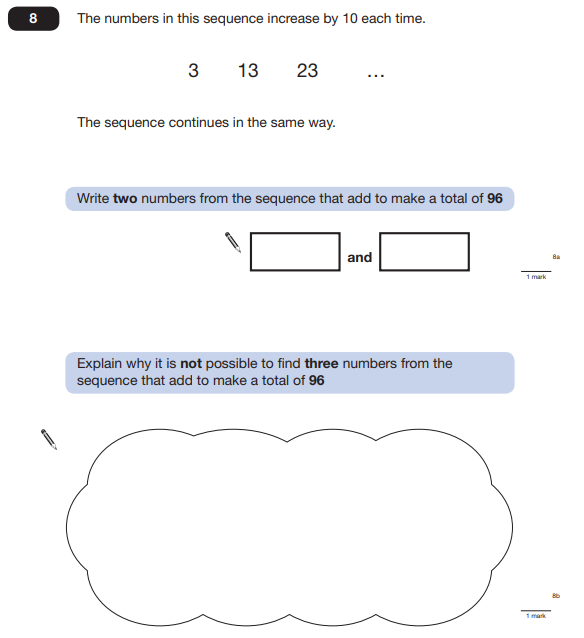 8 The numbers in this sequence increase by 10 each time.
3 13 23 ...
The sequence continues in the same way.
Write two numbers from the sequence that add to make a total of 96
and
8a
1 mark
Explain why it is not possible to find three numbers from the
sequence that add to make a total of 96
8b
1 mark